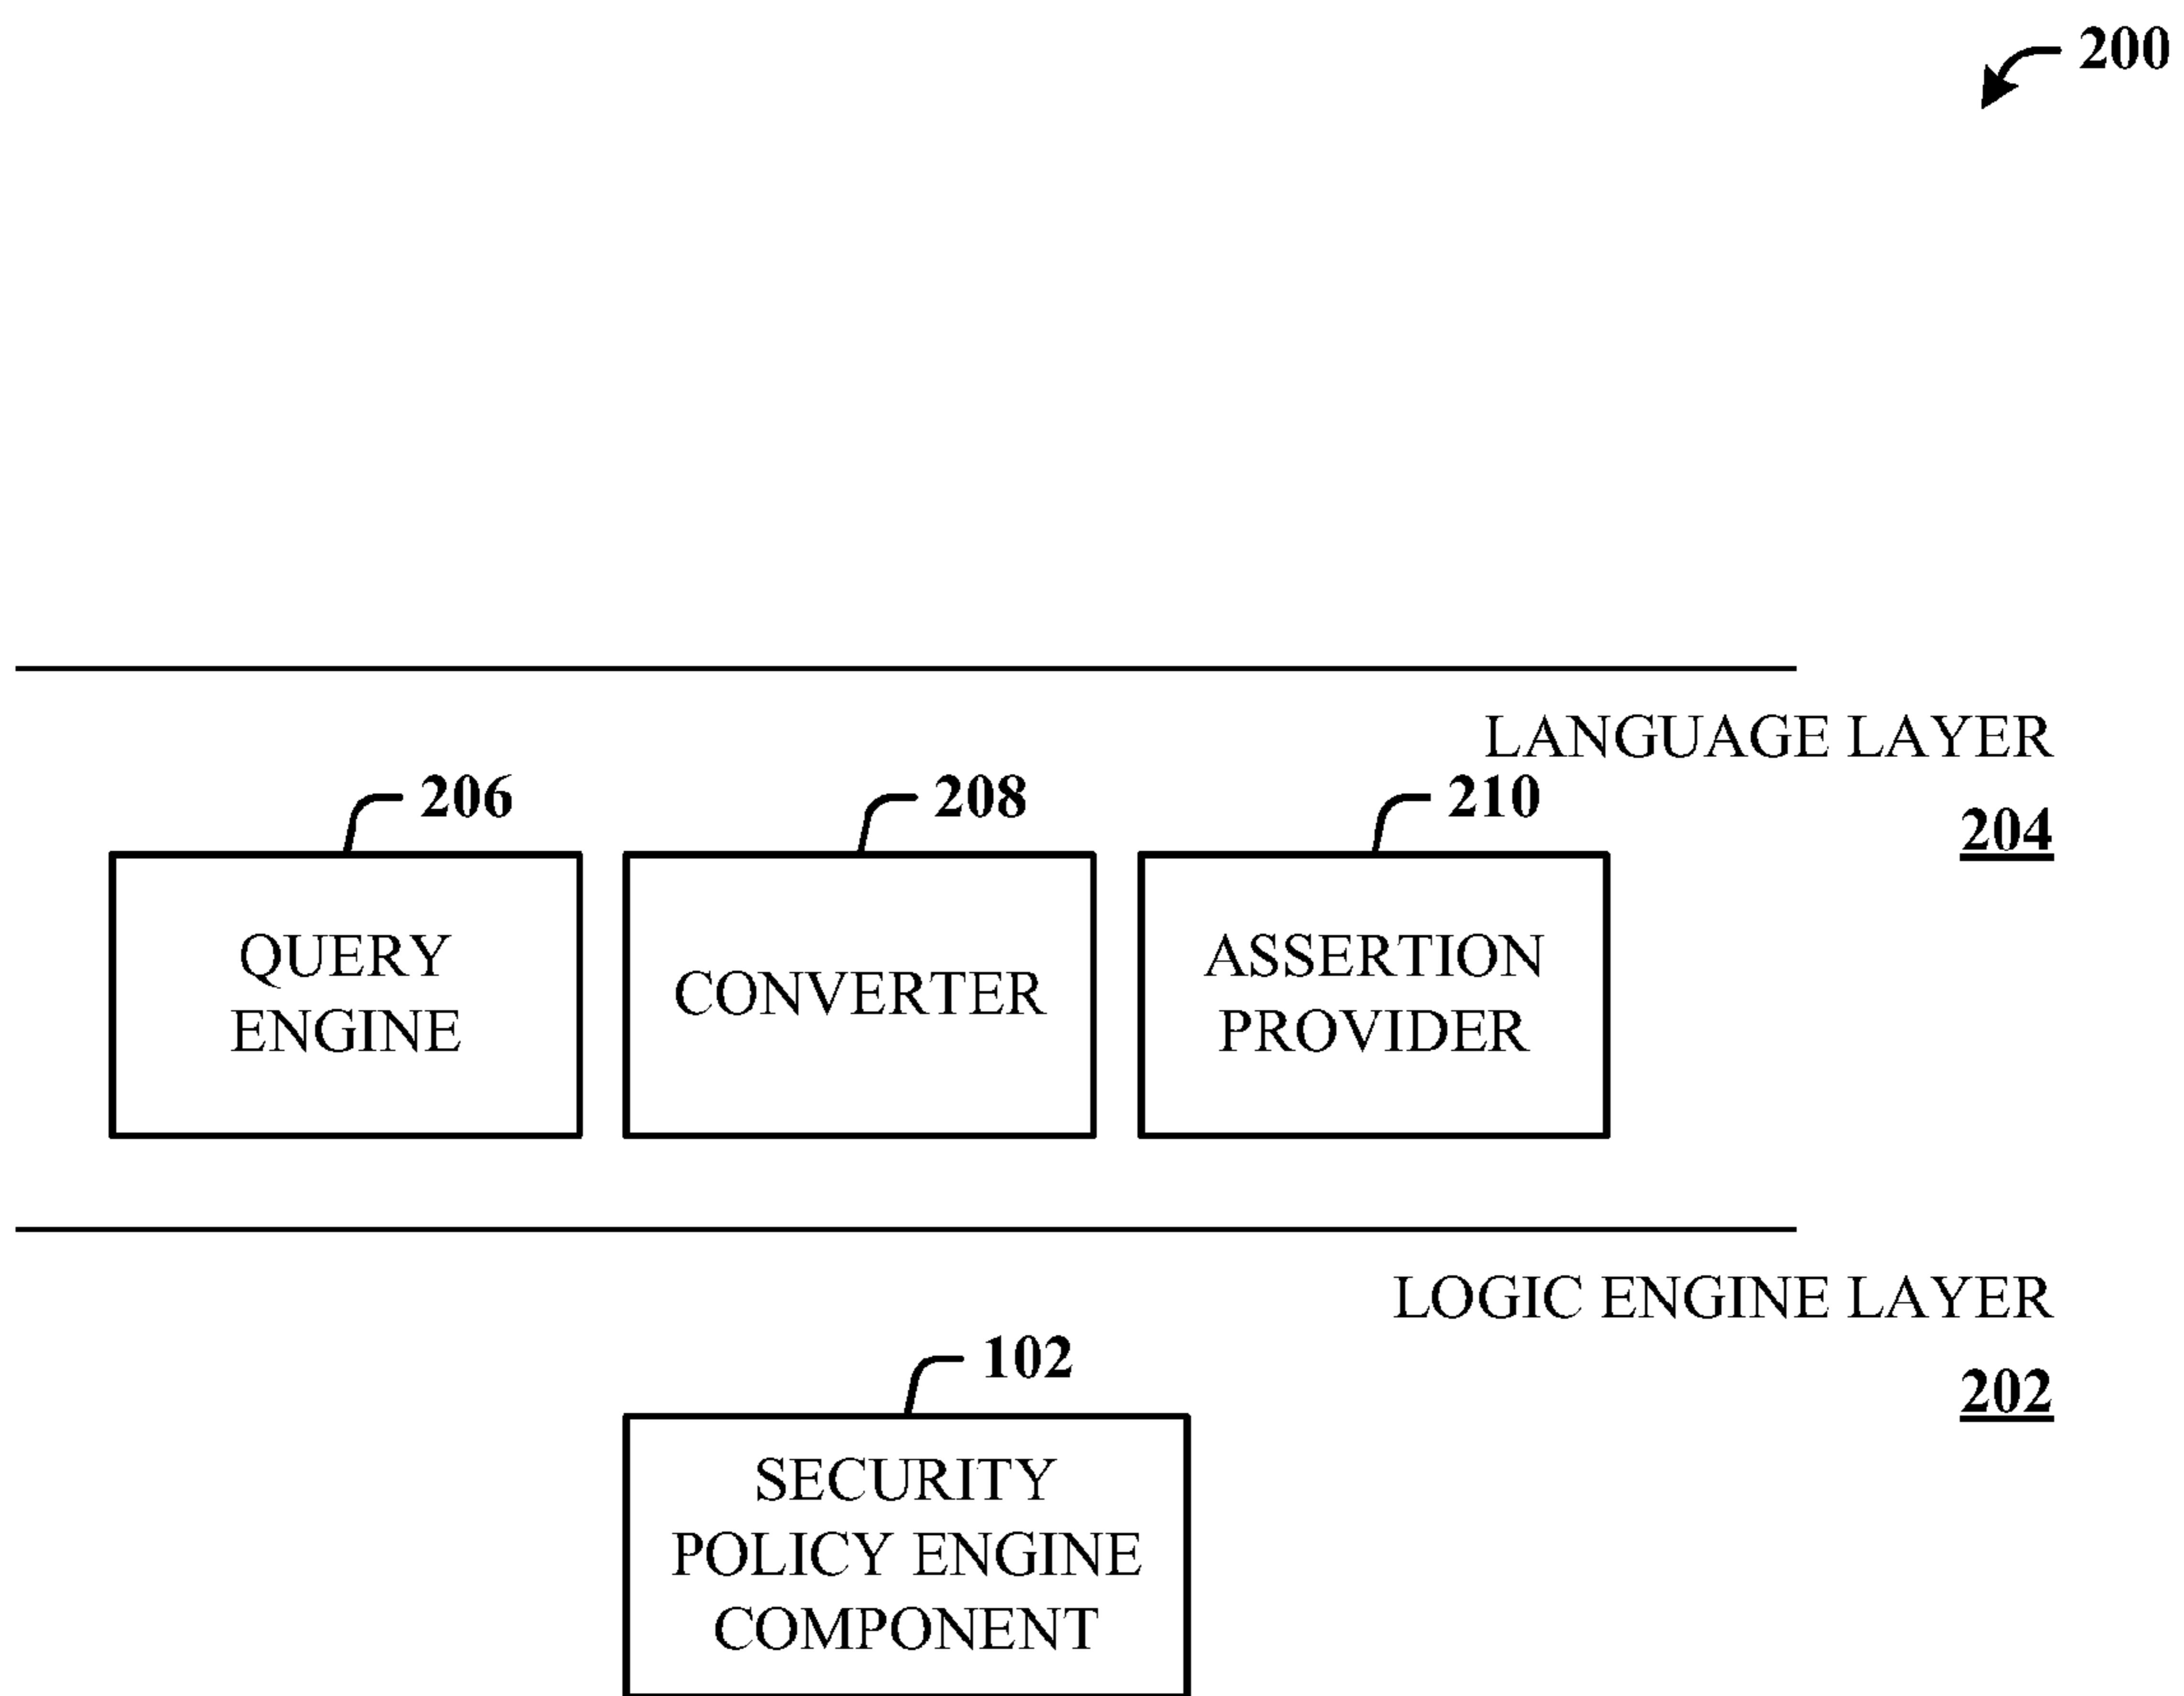 200
LANGUAGE LAYER
204
206
208
210
QUERY
ENGINE
CONVERTER
ASSERTION
PROVIDER
LOGIC ENGINE LAYER
202
102
SECURITY
POLICY ENGINE
COMPONENT